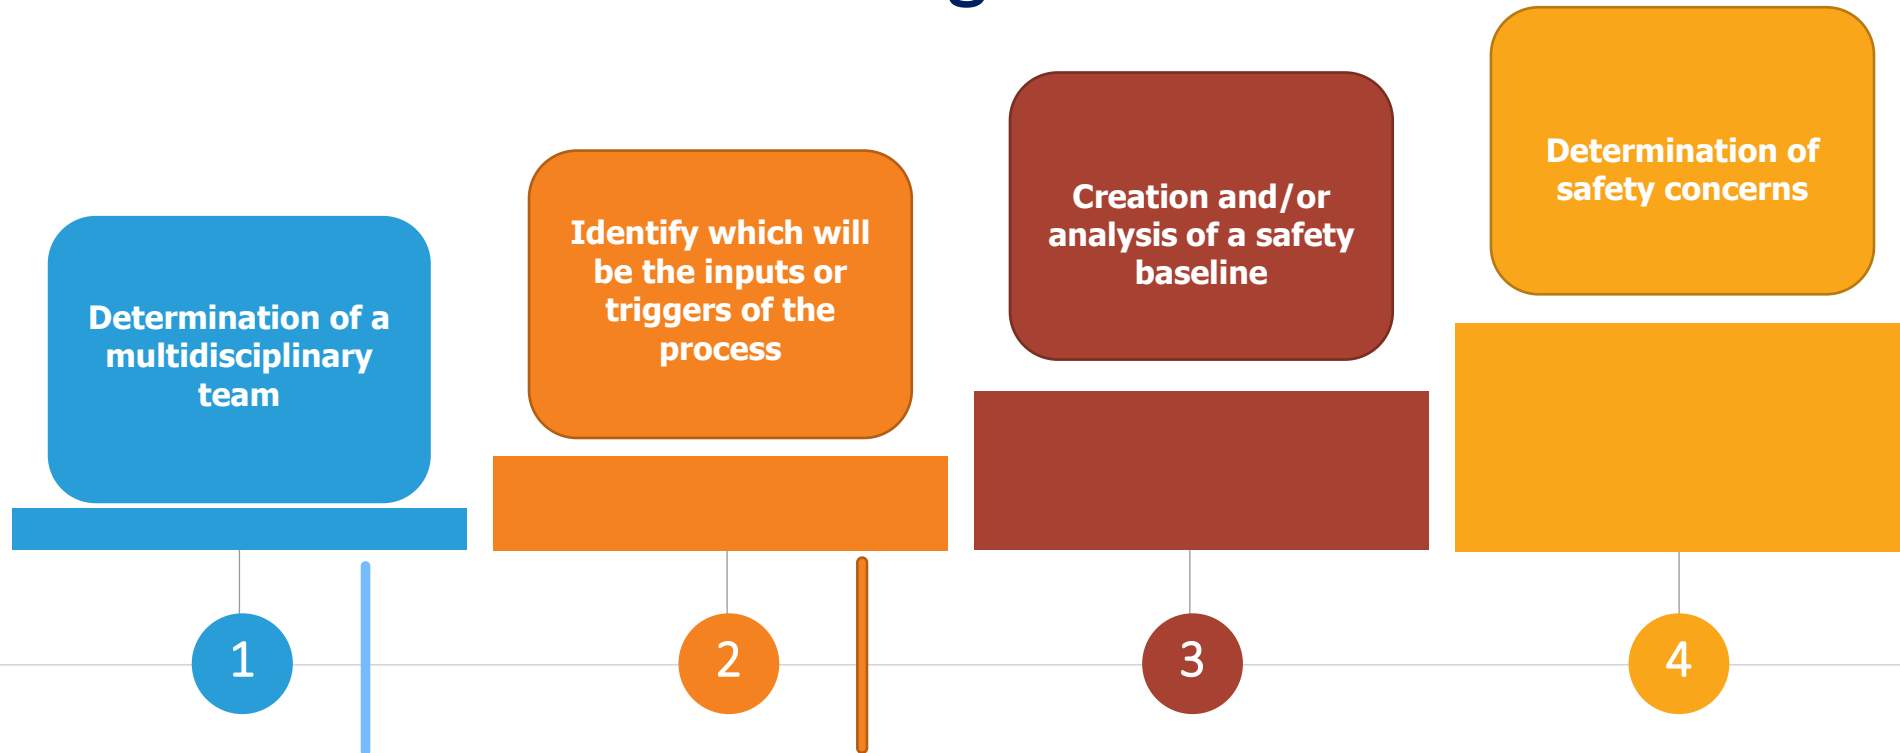 Determination of a
multidisciplinary
team
Identify which will
be the inputs or
triggers of the
process
Creation and/or
analysis of a safety
baseline
Determination of
safety concerns
1
2
3
4